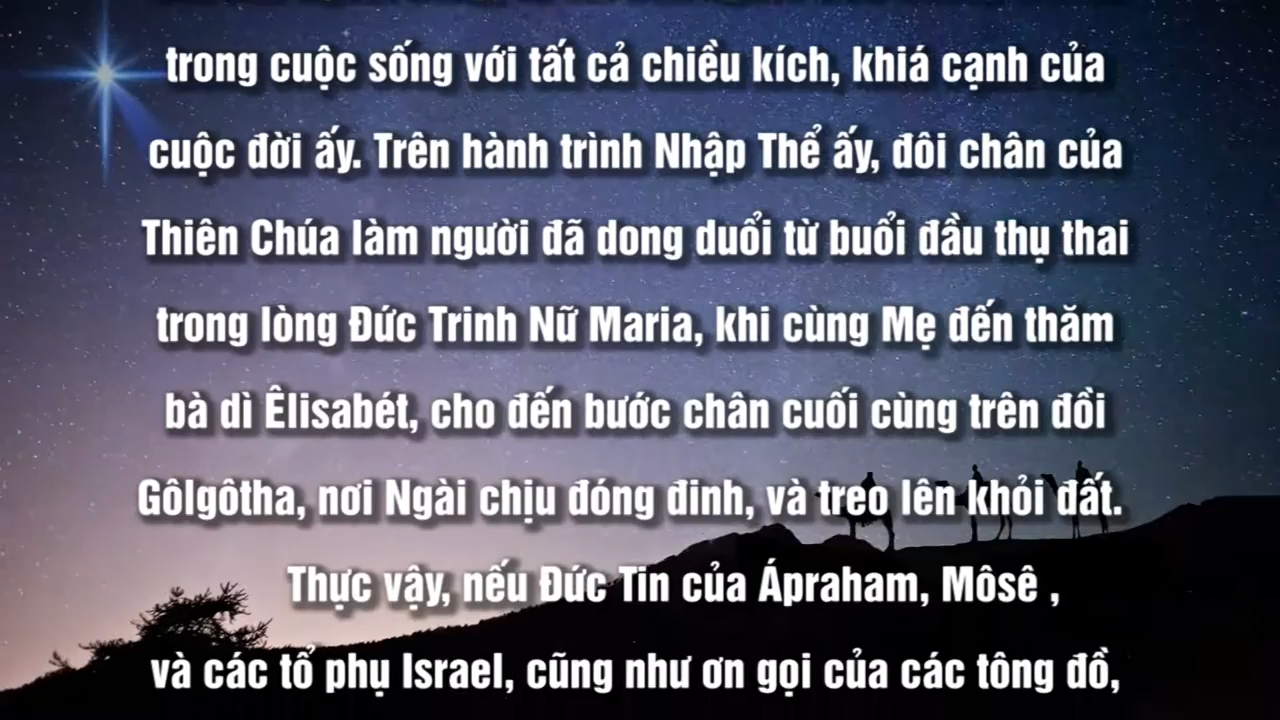 trong cuộc sống với tất cả chiều kích, khiá cạnh của
cuộc đời ấy. Trên hành trình Nhập Thể ấy, đôi chân của
Thiên Chúa làm người đã dong duổi từ buổi đầu thụ thai
trong lòng Đức Trinh Nữ Maria, khi cùng Mẹ đến thăm
bà dì Êlisabét, cho đến bước chân cuối cùng trên đồi
Gôlgôtha, nơi Ngài chịu đóng đinh, và treo lên khỏi đất.
Thực vậy, nếu Đức Tin của Ápraham, Môsê ,
và các tổ phụ Israel, cũng như ơn gọi của các tông đồ,